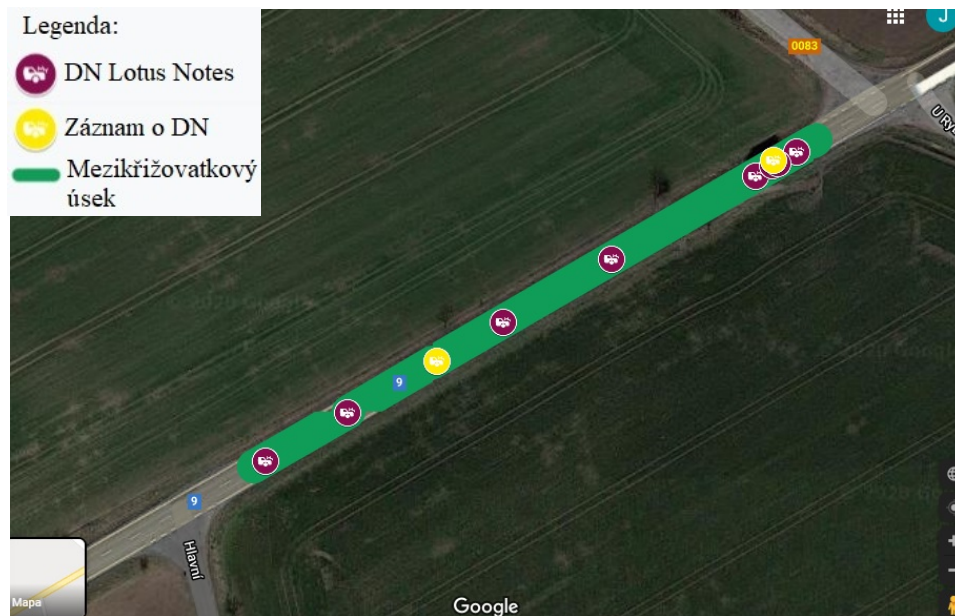 Legenda:
DN Lotus Notes
Záznam o DN
Mezikřižovatkový
úsek
J
0083
9
9
Hlavní
Mapa
Google